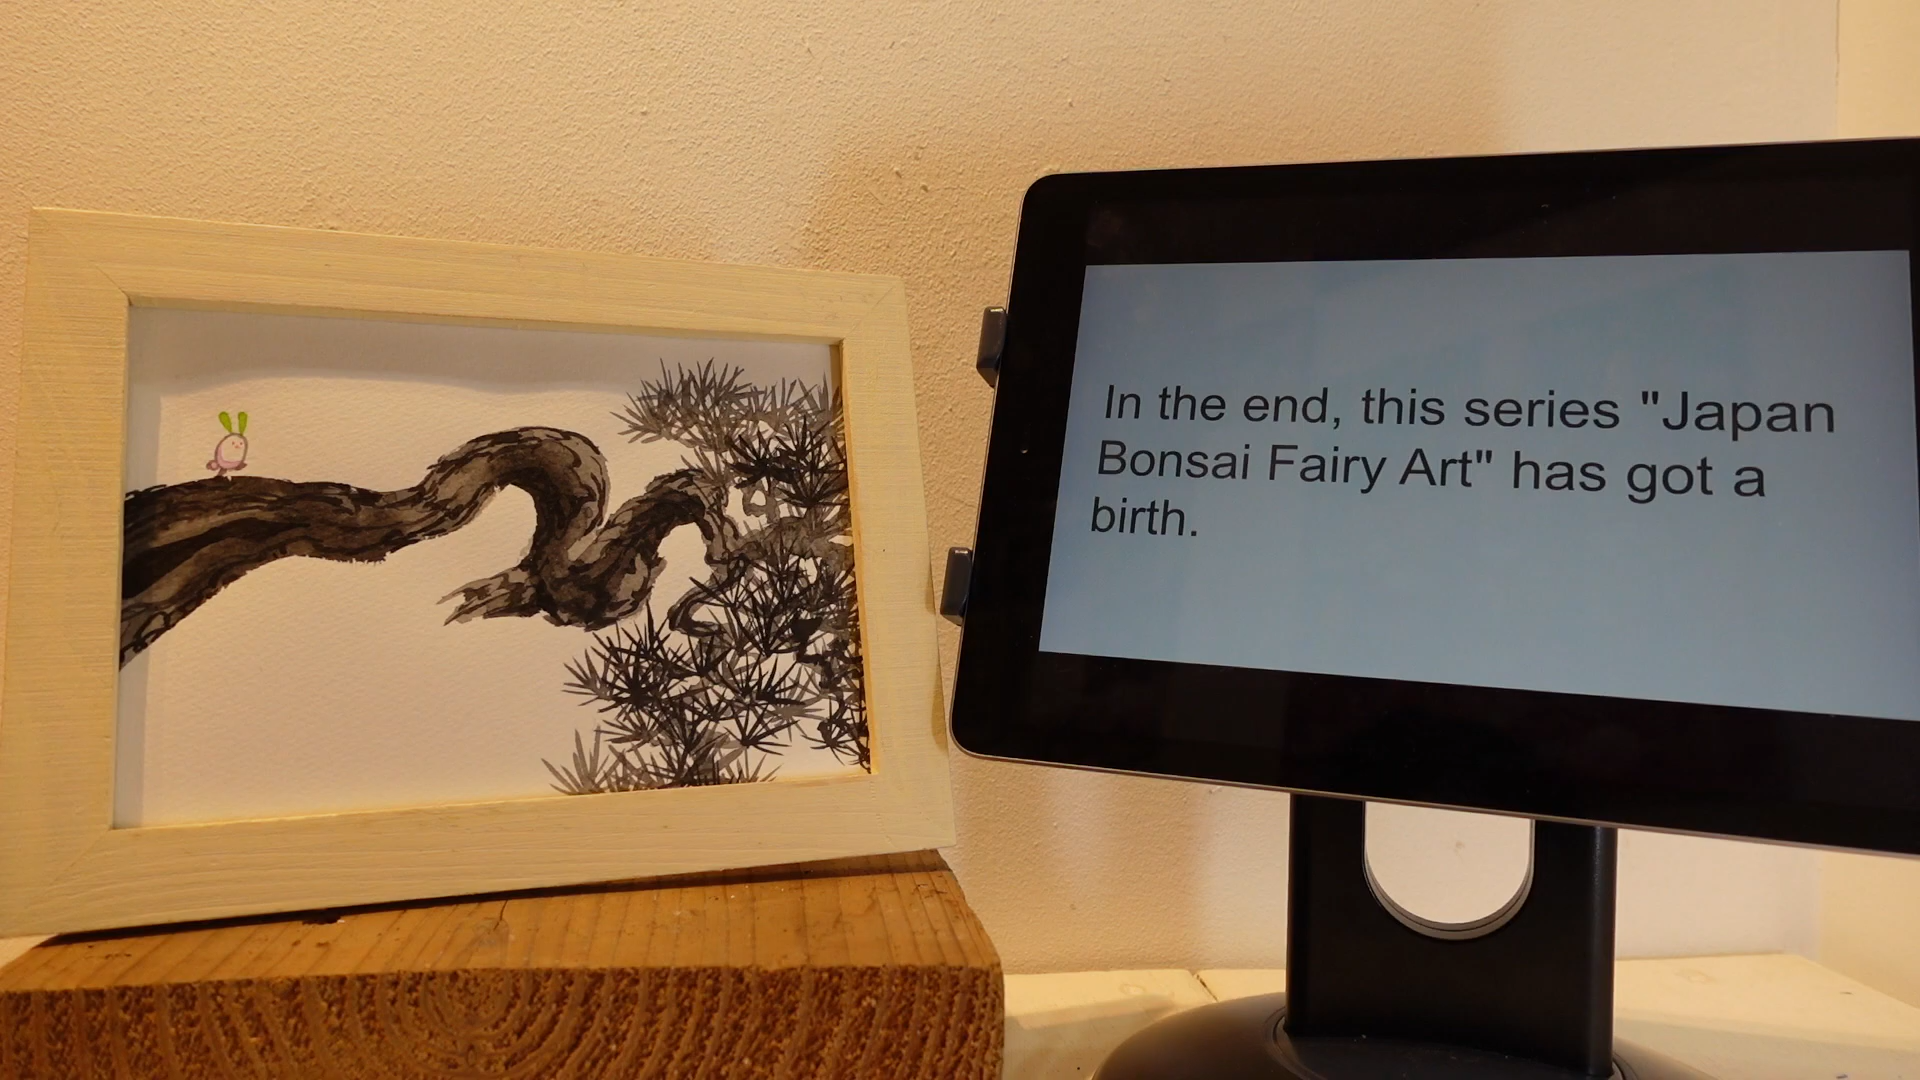 In the end, this series "Japan
Bonsai Fairy Art" has got a
birth.